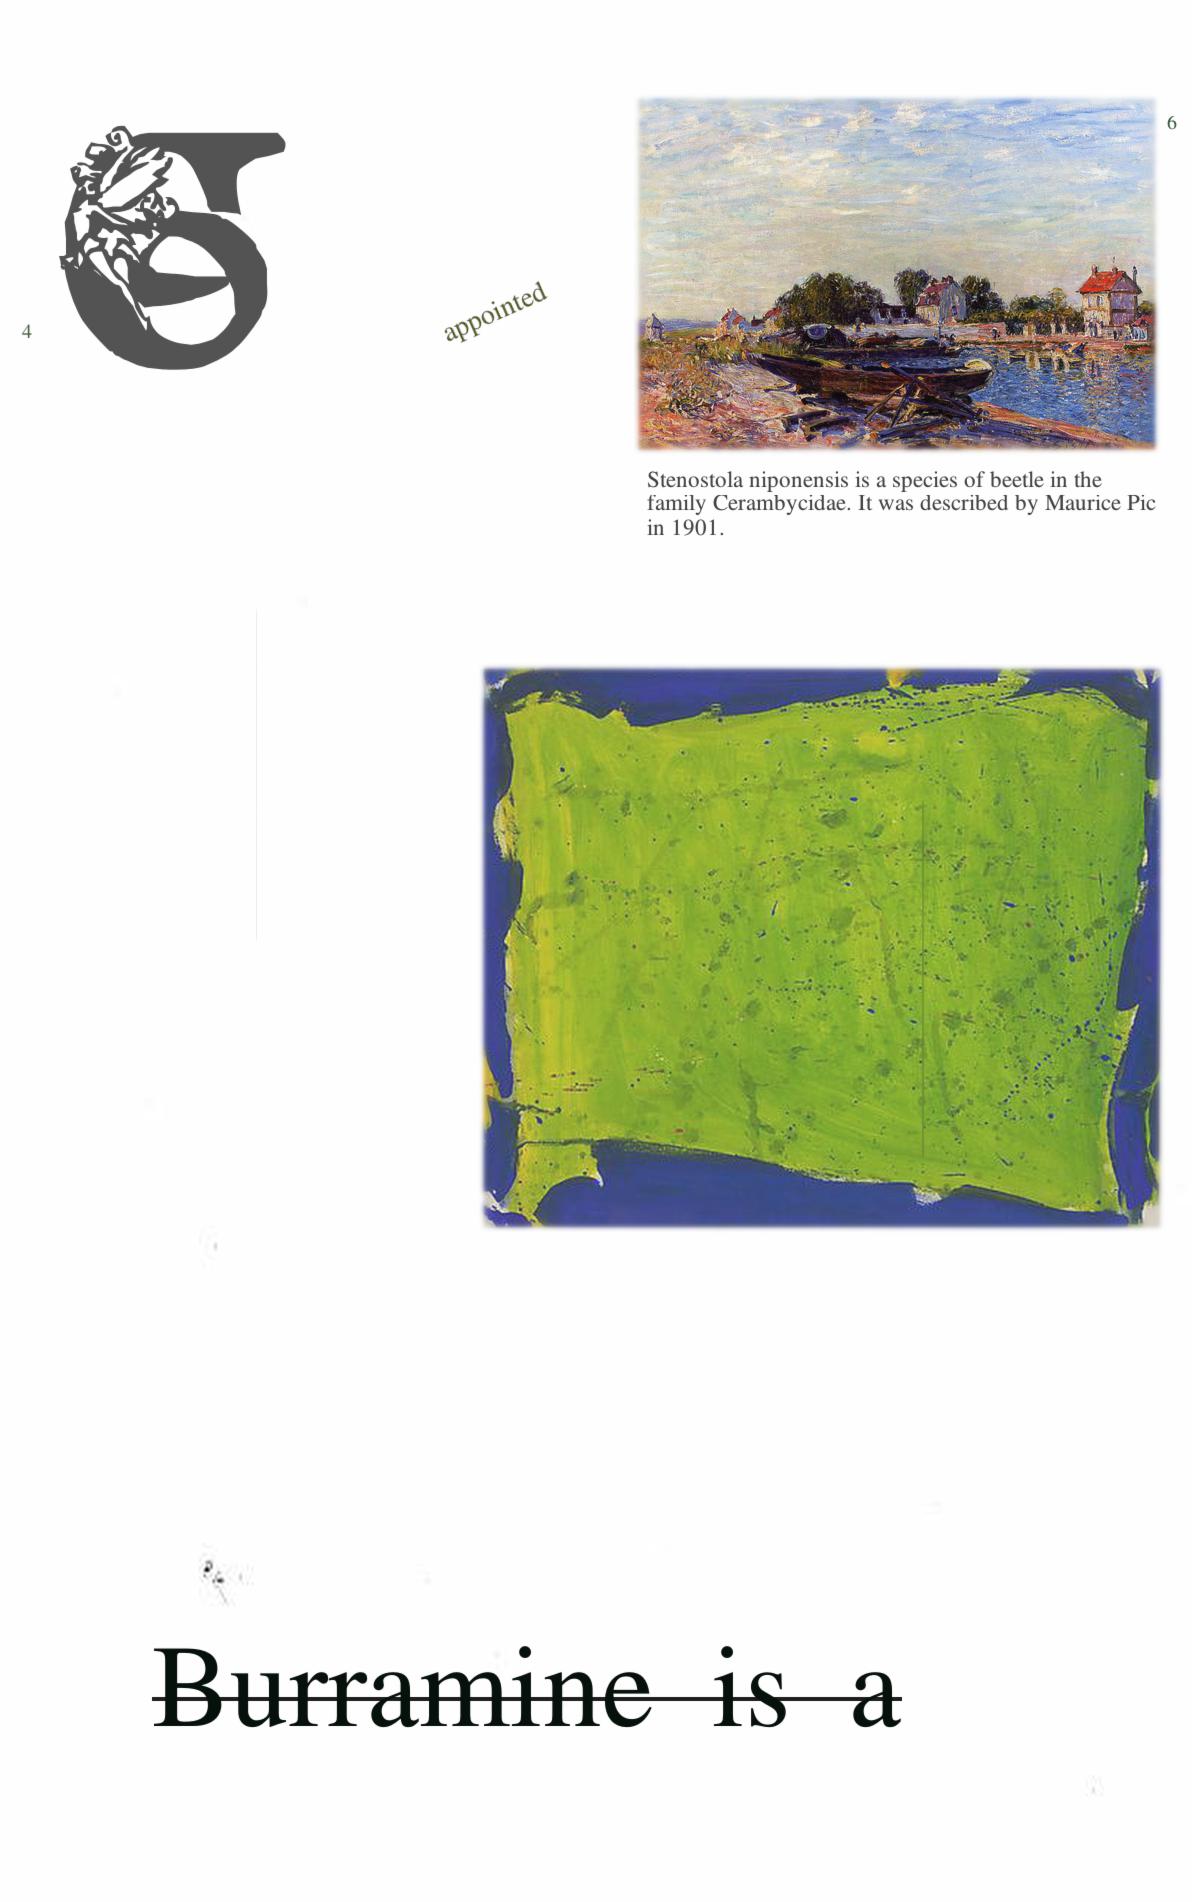 6
4
appointed
Stenostola niponensis is a species of beetle in the
family Cerambycidae. It was described by Maurice Pic
in 1901.
Burramine is a